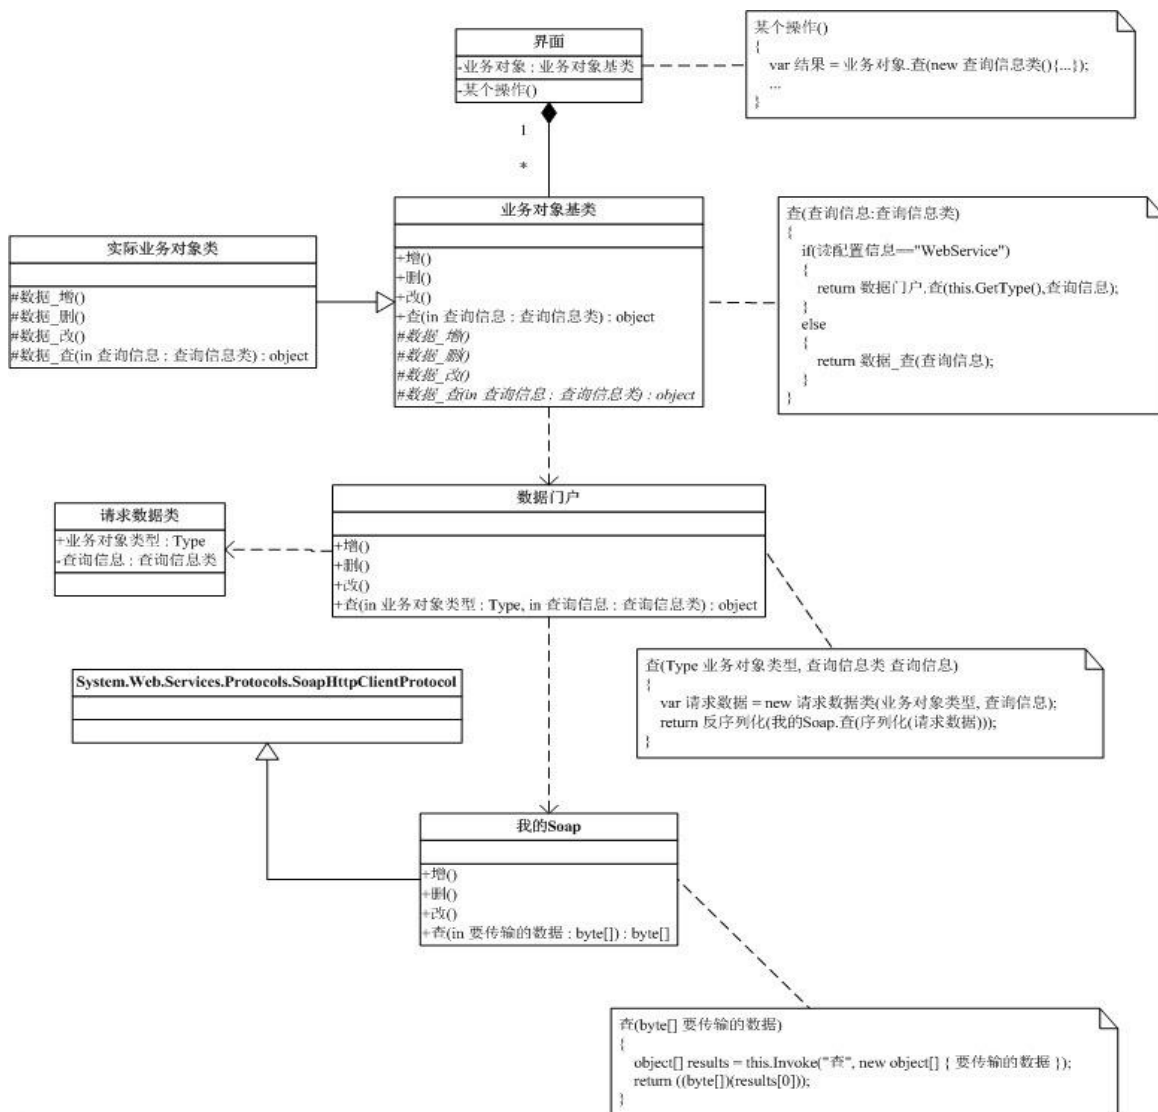 界面
-业务对象 : 业务对象基类
-某个操作()
某个操作()
{
var 结果 = 业务对象.查(new 查询信息类(){...});
...
}
1
*
业务对象基类
+增()
+删()
+改()
+查(in 查询信息 : 查询信息类) : object
#数据_增()
#数据_删()
#数据_改()
#数据_查(in 查询信息 : 查询信息类) : object
实际业务对象类
#数据_增()
#数据_删()
#数据_改()
#数据_查(in 查询信息 : 查询信息类) : object
查(查询信息:查询信息类)
{
if(读配置信息=="WebService")
{
return 数据门户.查(this.GetType(),查询信息);
}
else
{
return 数据_查(查询信息);
}
}
数据门户
+增()
+删()
+改()
+查(in 业务对象类型 : Type, in 查询信息 : 查询信息类) : object
请求数据类
+业务对象类型 : Type
-查询信息 : 查询信息类
查(Type 业务对象类型, 查询信息类 查询信息)
{
var 请求数据 = new 请求数据类(业务对象类型, 查询信息);
return 反序列化(我的Soap.查(序列化(请求数据)));
}
System.Web.Services.Protocols.SoapHttpClientProtocol
我的Soap
+增()
+删()
+改()
+查(in 要传输的数据 : byte[]) : byte[]
查(byte[] 要传输的数据)
{
object[] results = this.Invoke("查", new object[] { 要传输的数据 });
return ((byte[])(results[0]));
}